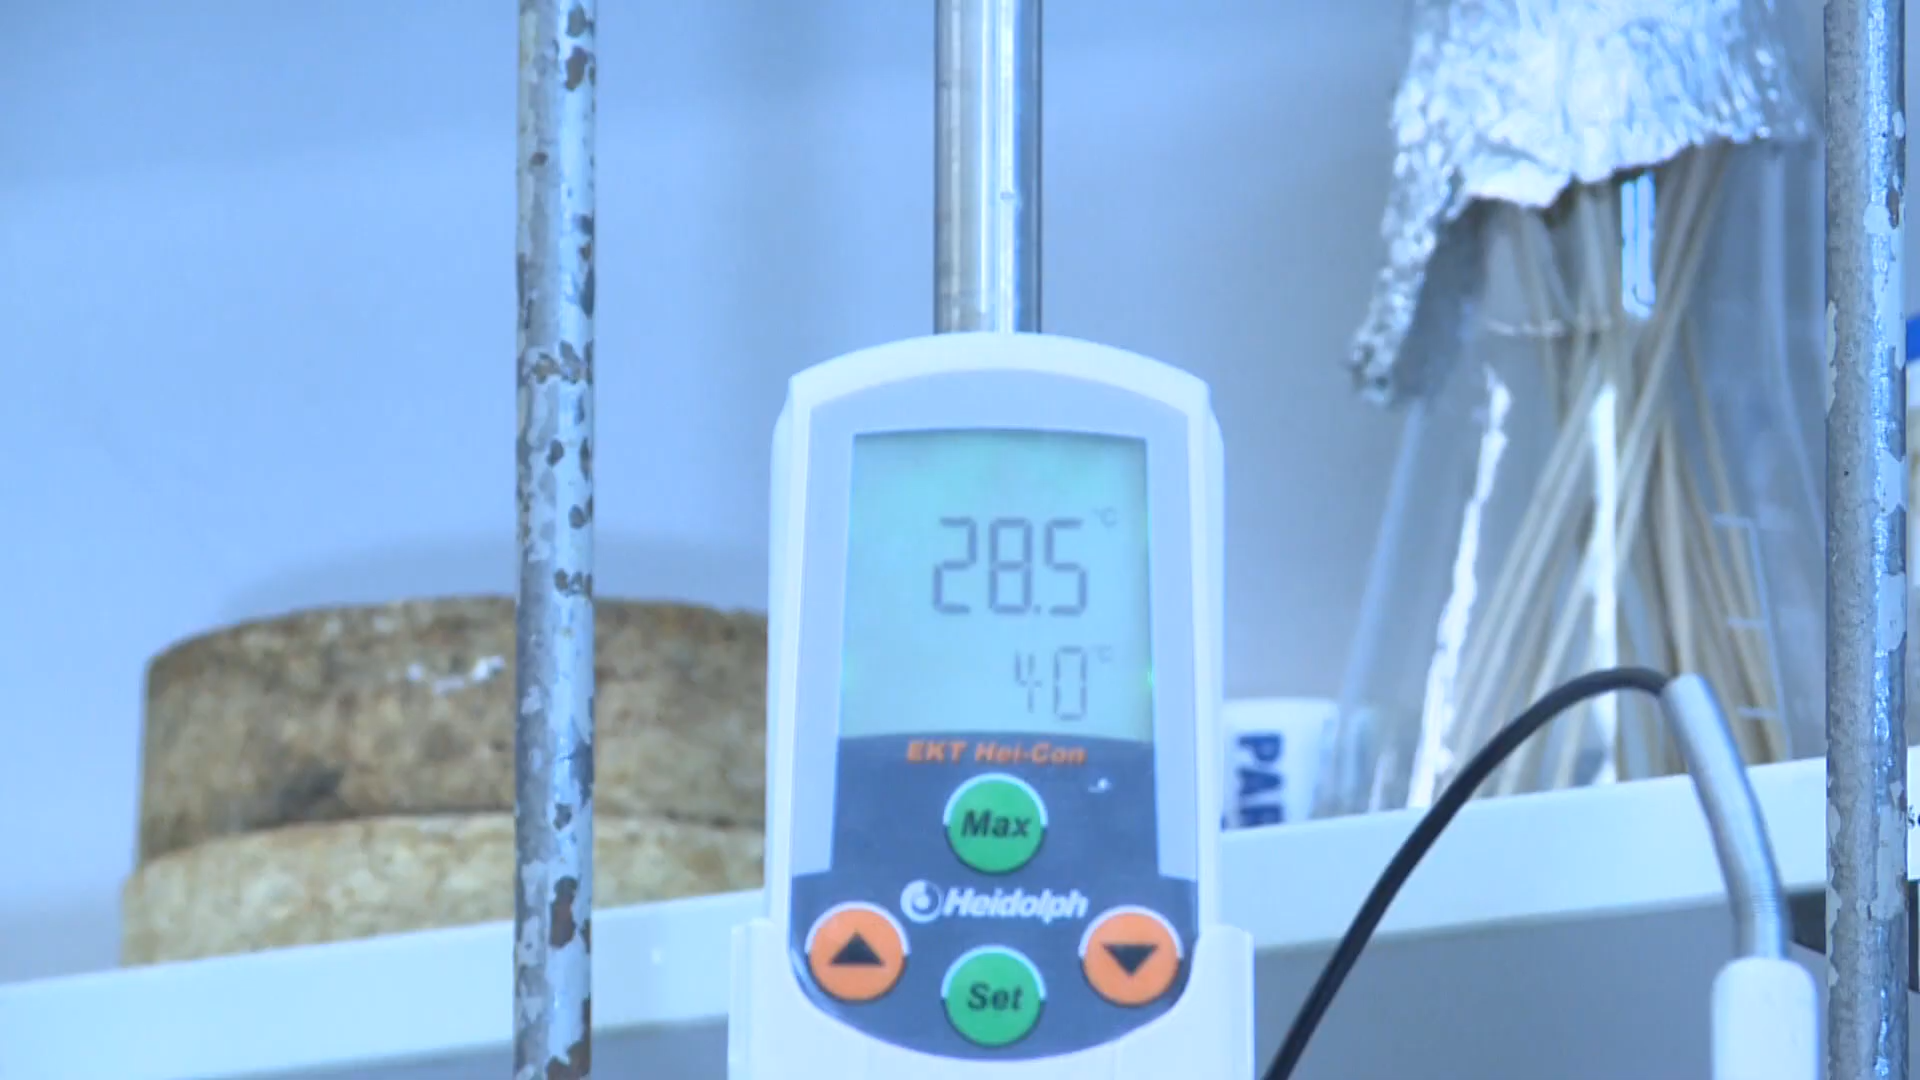 28.5 °C
40 °C
EKT Hei-Con
Max
Heidolph
Set